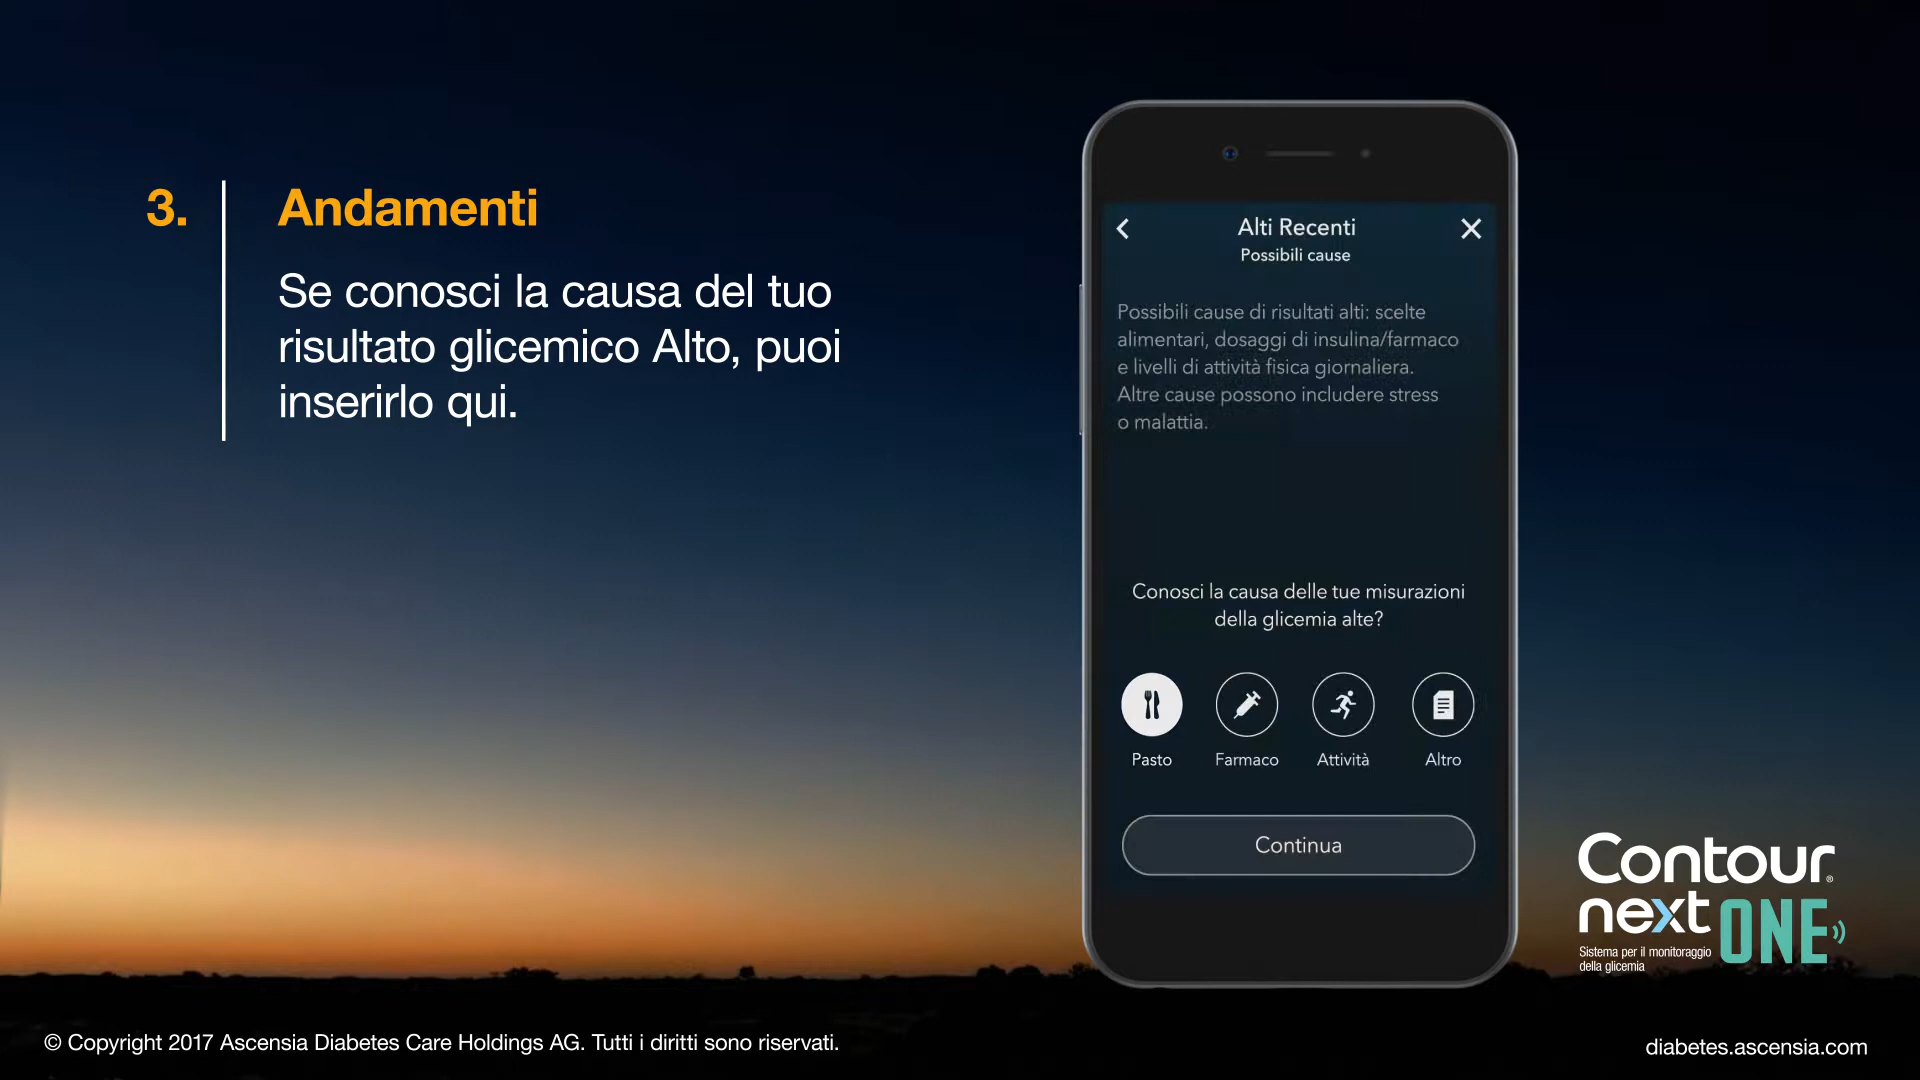 3.
Andamenti
Se conosci la causa del tuo
risultato glicemico Alto, puoi
inserirlo qui.
Alti Recenti
Possibili cause
Possibili cause di risultati alti: scelte
alimentari, dosaggi di insulina/farmaco
e livelli di attività fisica giornaliera.
Altre cause possono includere stress
o malattia.
Conosci la causa delle tue misurazioni
della glicemia alte?
Pasto Farmaco Attività Altro
Continua
Contour®
next ONE
Sistema per il monitoraggio
della glicemia
© Copyright 2017 Ascensia Diabetes Care Holdings AG. Tutti i diritti sono riservati.
diabetes.ascensia.com